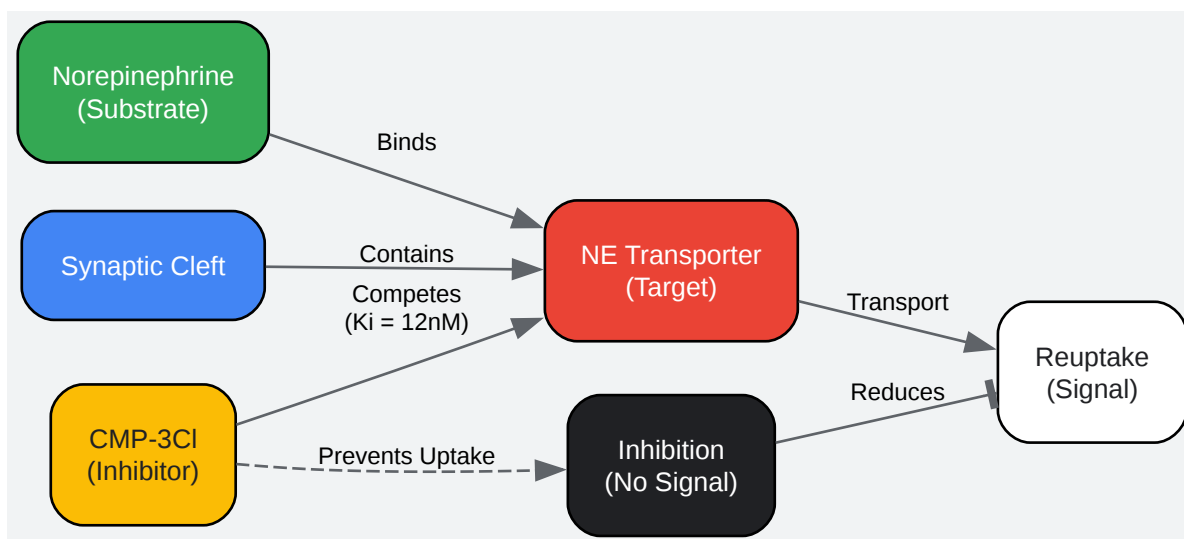 Norepinephrine
(Substrate)
Binds
Synaptic Cleft
Contains
NE Transporter
(Target)
Competes
(Ki = 12nM)
Transport
Reuptake
(Signal)
Reduces
CMP-3Cl
(Inhibitor)
Prevents Uptake
Inhibition
(No Signal)